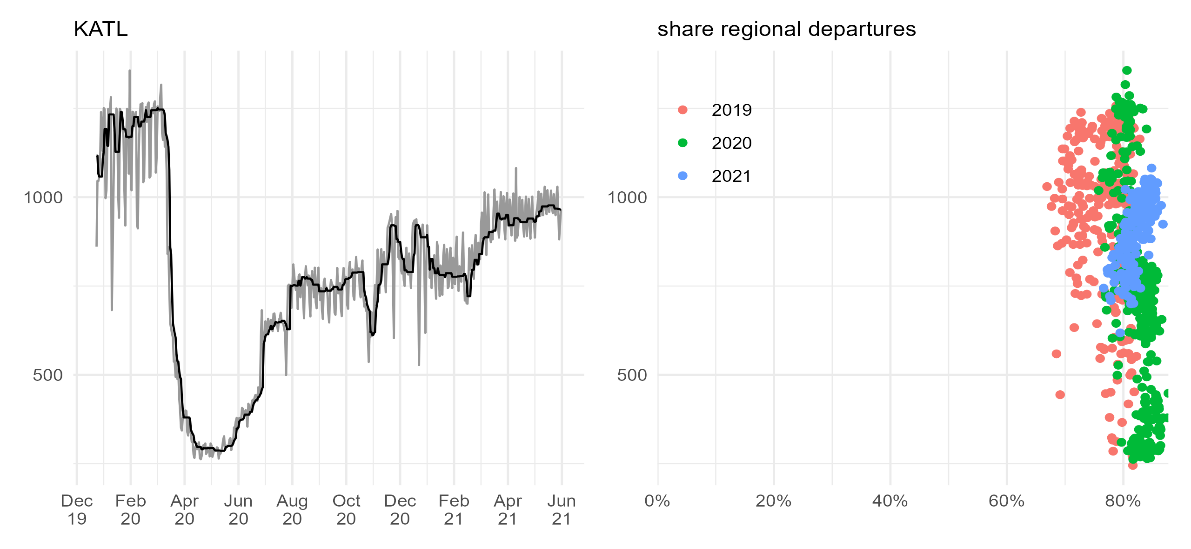 KATL
1000
500
Dec Feb Apr Jun Aug Oct Dec Feb Apr Jun
19 20 20 20 20 20 20 21 21 21
share regional departures
2019
2020
2021
1000
500
0% 20% 40% 60% 80%